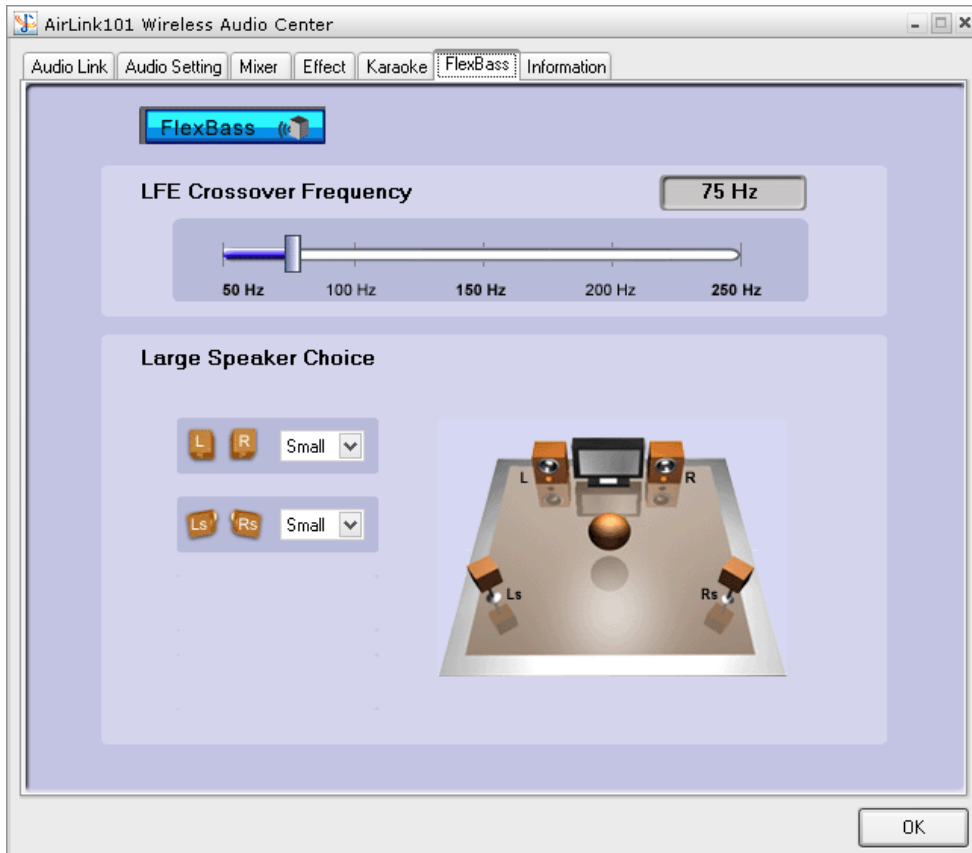 AirLink101 Wireless Audio Center
Audio Link Audio Setting Mixer Effect Karaoke FlexBass Information
FlexBass
LFE Crossover Frequency 75 Hz
50 Hz 100 Hz 150 Hz 200 Hz 250 Hz
Large Speaker Choice
L R Small
L R
Ls Rs Small
Ls Rs
OK